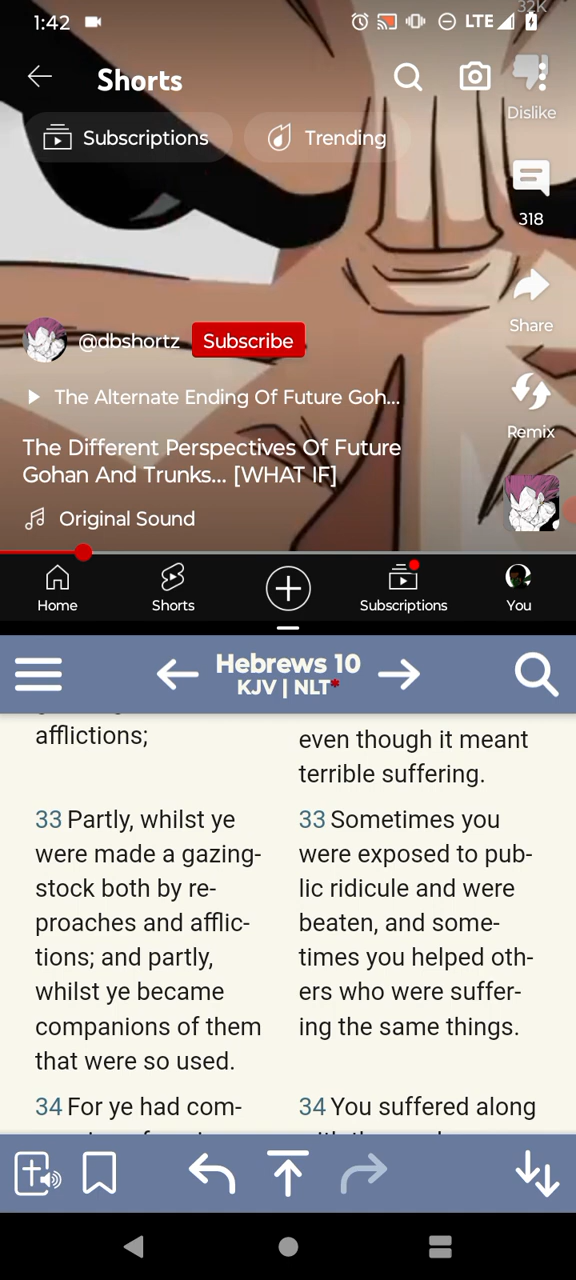 1:42
LTE
32K
Shorts
Dislike
Subscriptions
Trending
318
Share
@dbshortz
Subscribe
The Alternate Ending Of Future Goh...
Remix
The Different Perspectives Of Future
Gohan And Trunks... [WHAT IF]
Original Sound
Home
Shorts
Subscriptions
You
Hebrews 10
KJV | NLT*
afflictions;
33 Partly, whilst ye
were made a gazing-
stock both by re-
proaches and afflic-
tions; and partly,
whilst ye became
companions of them
that were so used.
34 For ye had com-
even though it meant
terrible suffering.
33 Sometimes you
were exposed to pub-
lic ridicule and were
beaten, and some-
times you helped oth-
ers who were suffer-
ing the same things.
34 You suffered along